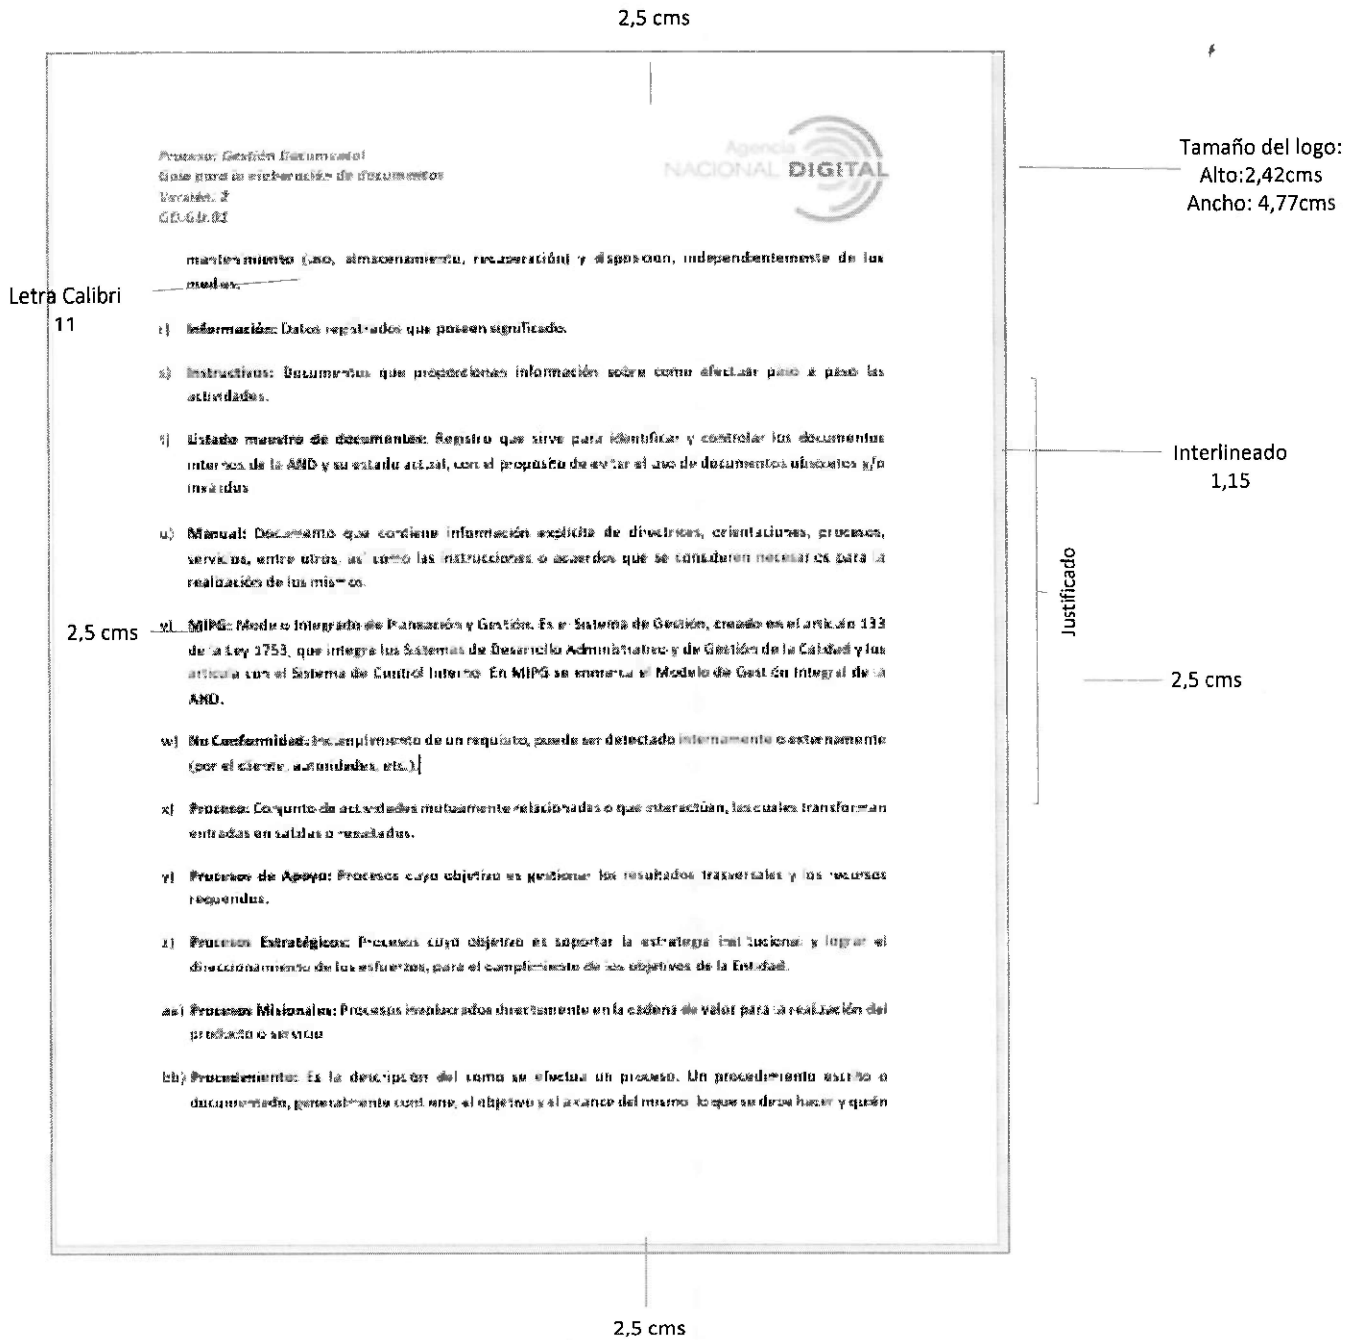 2,5 cms
Agencia
NACIONAL DIGITAL
Tamaño del logo:
Alto:2,42cms
Ancho: 4,77cms
Proceso: Gestión Documental
Guía para la elaboración de documentos
Versión: 2
GD.GU.01
mantenimiento (uso, almacenamiento, recuperación) y disposición, independientemente de los
medios.
Letra Calibri
11
r) Información: Datos registrados que poseen significado.
s) Instructivos: Documentos que proporcionan información sobre como efectuar paso a paso las
actividades.
t) Listado maestro de documentos: Registro que sirve para identificar y controlar los documentos
internos de la AND y su estado actual, con el propósito de evitar el uso de documentos obsoletos y/o
inválidos
Interlineado
1,15
u) Manual: Documento que contiene información explícita de directrices, orientaciones, procesos,
servicios, entre otros, así como las instrucciones o acuerdos que se consideren necesarios para la
realización de los mismos.
Justificado
2,5 cms
v) MIPG: Modelo Integrado de Planeación y Gestión. Es el Sistema de Gestión, creado en el artículo 133
de la Ley 1753, que integra los Sistemas de Desarrollo Administrativo y de Gestión de la Calidad y los
articula con el Sistema de Control Interno. En MIPG se enmarca el Modelo de Gestión Integral de la
AND.
2,5 cms
w) No Conformidad: Incumplimiento de un requisito, puede ser detectado internamente o externamente
(por el cliente, autoridades, etc.).
x) Proceso: Conjunto de actividades mutuamente relacionadas o que interactúan, las cuales transforman
entradas en salidas o resultados.
y) Procesos de Apoyo: Procesos cuyo objetivo es gestionar los resultados trasversales y los recursos
requeridos.
z) Procesos Estratégicos: Procesos cuyo objetivo es soportar la estrategia institucional y lograr el
direccionamiento de los esfuerzos, para el cumplimiento de los objetivos de la Entidad.
aa) Procesos Misionales: Procesos involucrados directamente en la cadena de valor para la realización del
producto o servicio
bb) Procedimiento: Es la descripción del como se efectúa un proceso. Un procedimiento escrito o
documentado, generalmente contiene, el objetivo y el alcance del mismo, lo que se debe hacer y quién
2,5 cms